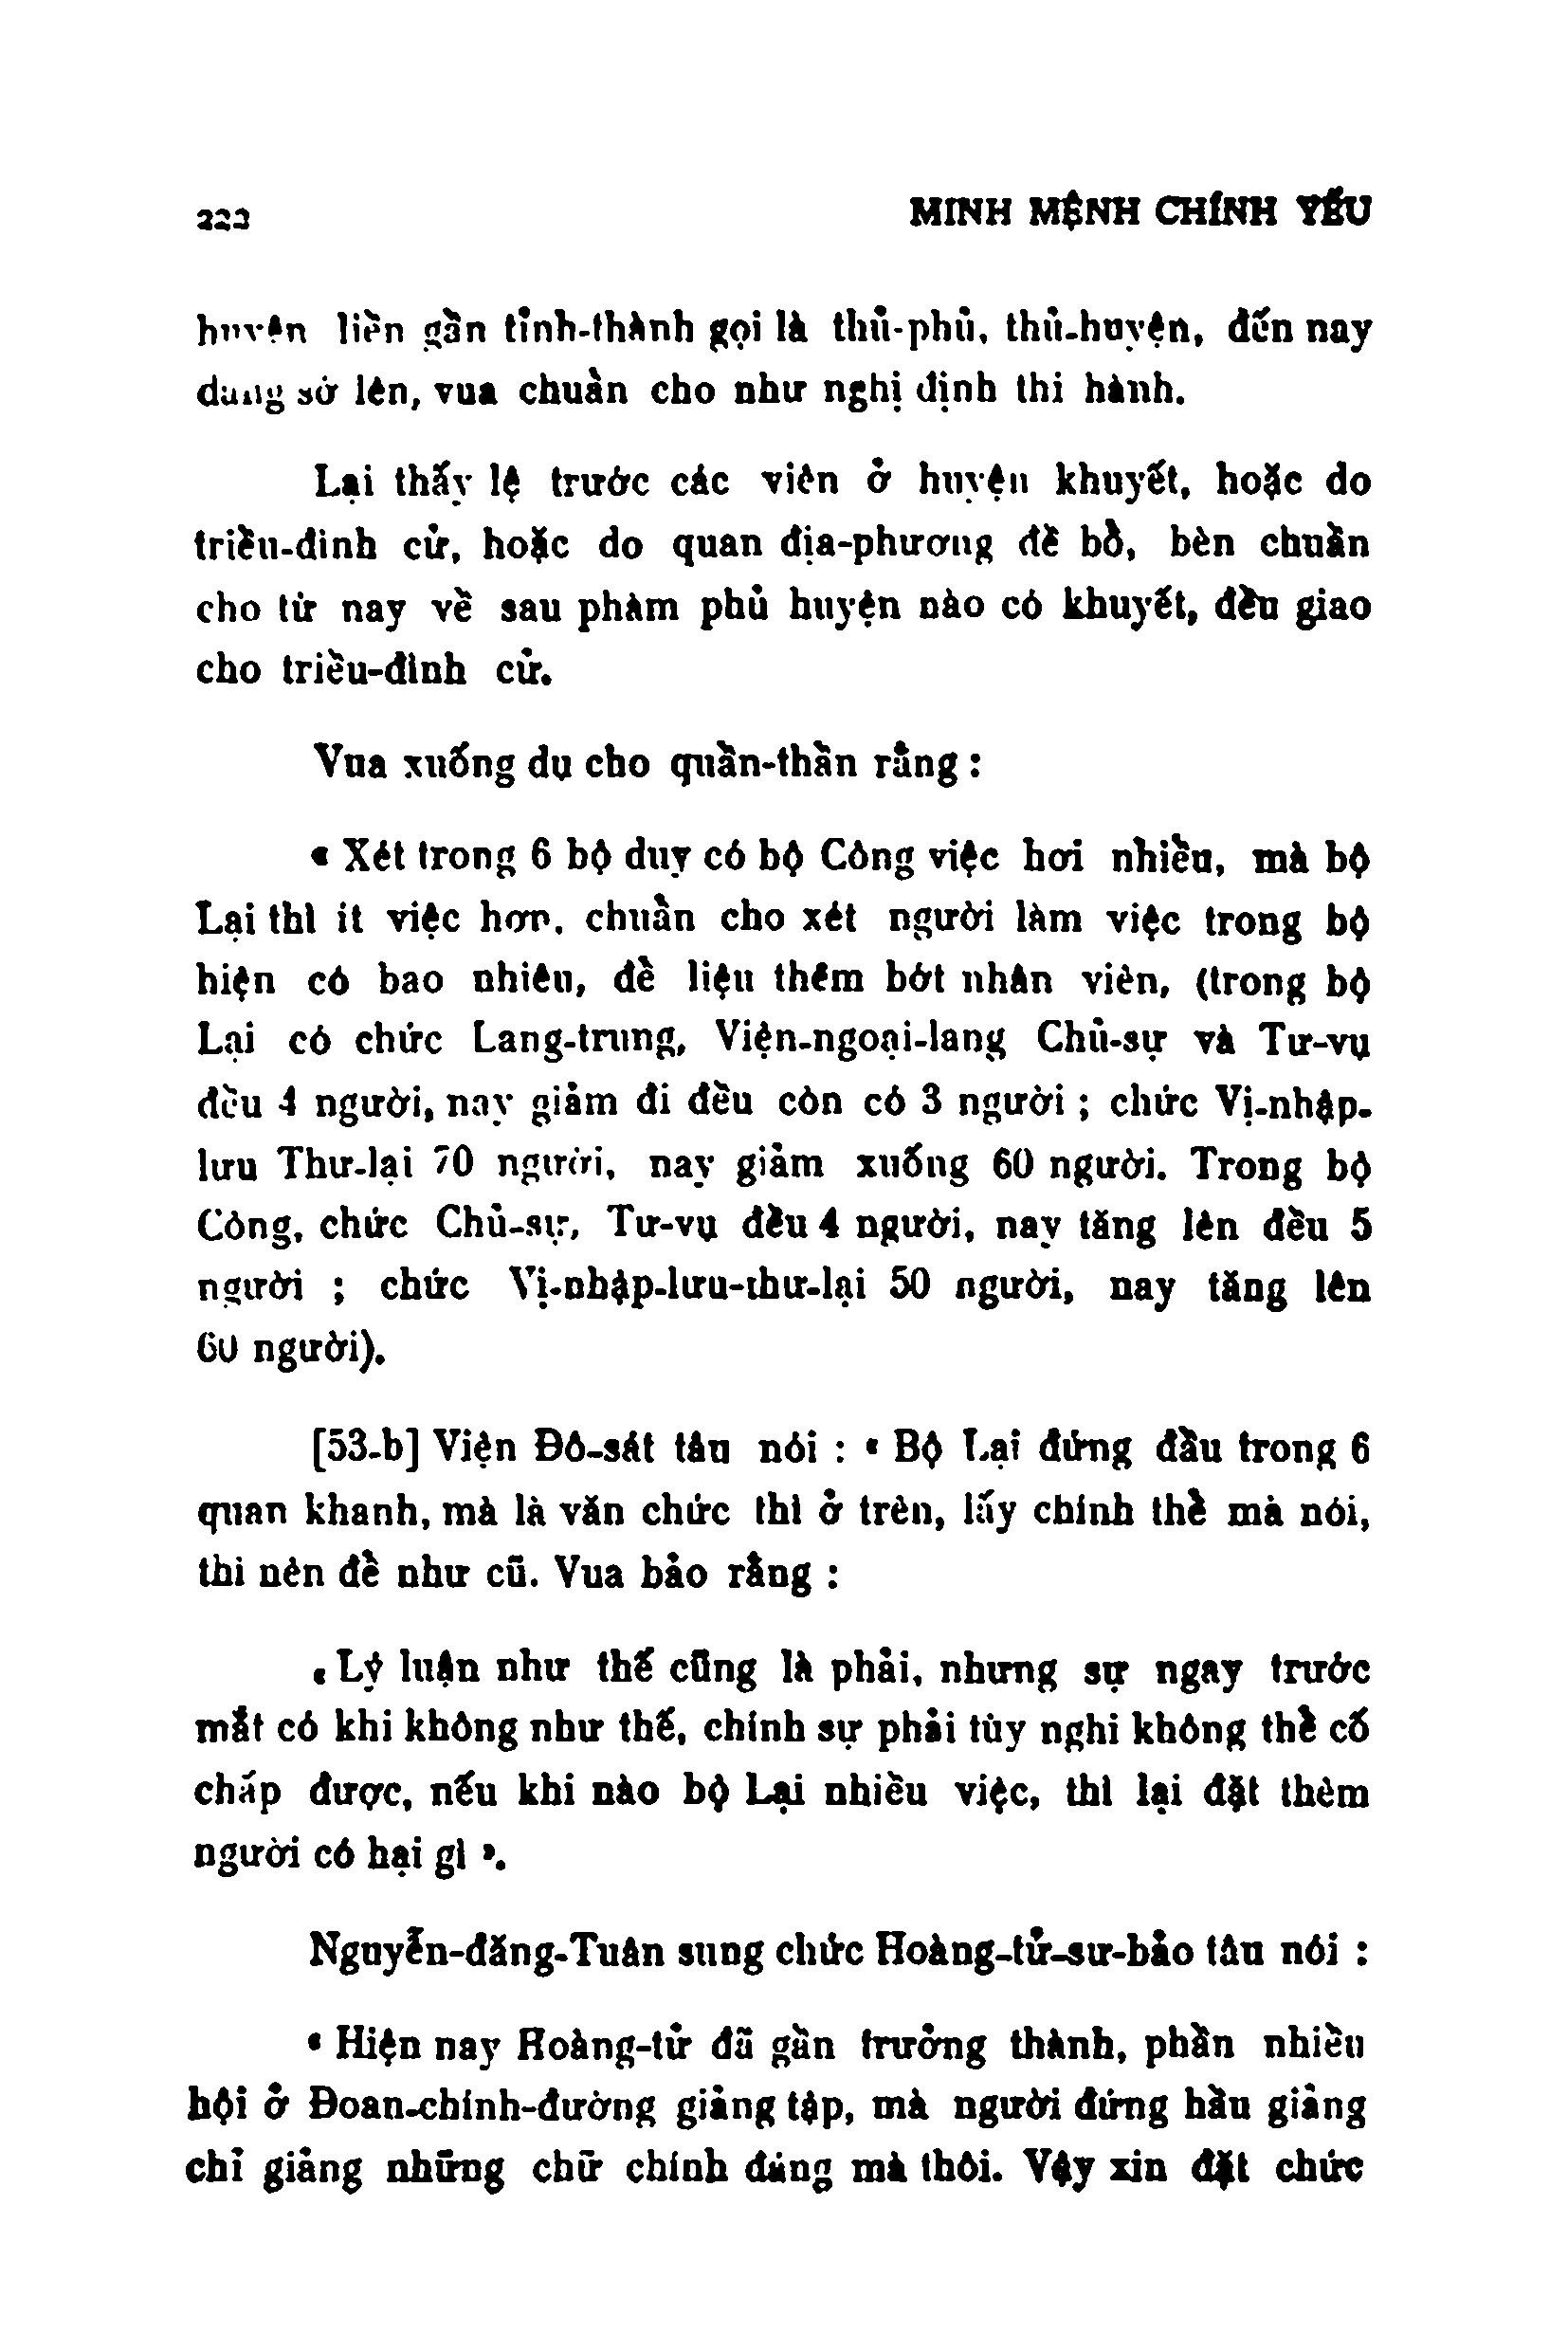 222
MINH MỆNH CHÍNH YẾU
huyện liền gần tỉnh-thành gọi là thủ-phủ, thủ-huyện, đến nay
dâng sớ lên, vua chuẩn cho như nghị định thi hành.
Lại thấy lệ trước các viên ở huyện khuyết, hoặc do
triều-đình cử, hoặc do quan địa-phương đề bổ, bèn chuẩn
cho từ nay về sau phàm phủ huyện nào có khuyết, đều giao
cho triều-đình cử.
Vua xuống dụ cho quần-thần rằng :
« Xét trong 6 bộ duy có bộ Công việc hơi nhiều, mà bộ
Lại thì ít việc hơn, chuẩn cho xét người làm việc trong bộ
hiện có bao nhiêu, để liệu thêm bớt nhân viên, (trong bộ
Lại có chức Lang-trung, Viện-ngoại-lang Chủ-sự và Tư-vụ
đều 4 người, nay giảm đi đều còn có 3 người ; chức Vị-nhập-
lưu Thư-lại 70 người, nay giảm xuống 60 người. Trong bộ
Công, chức Chủ-sự, Tư-vụ đều 4 người, nay tăng lên đều 5
người ; chức Vị-nhập-lưu-thư-lại 50 người, nay tăng lên
60 người).
[53-b] Viện Đô-sát tâu nói : « Bộ Lại đứng đầu trong 6
quan khanh, mà là văn chức thì ở trên, lấy chính thể mà nói,
thì nên để như cũ. Vua bảo rằng :
« Lý luận như thế cũng là phải, nhưng sự ngay trước
mắt có khi không như thế, chính sự phải tùy nghi không thể cố
chấp được, nếu khi nào bộ Lại nhiều việc, thì lại đặt thêm
người có hại gì ».
Nguyễn-đăng-Tuân sung chức Hoàng-tử-sư-bảo tâu nói :
« Hiện nay Hoàng-tử đã gần trưởng thành, phần nhiều
hội ở Đoan-chính-đường giảng tập, mà người đứng hầu giảng
chỉ giảng những chữ chính đáng mà thôi. Vậy xin đặt chức